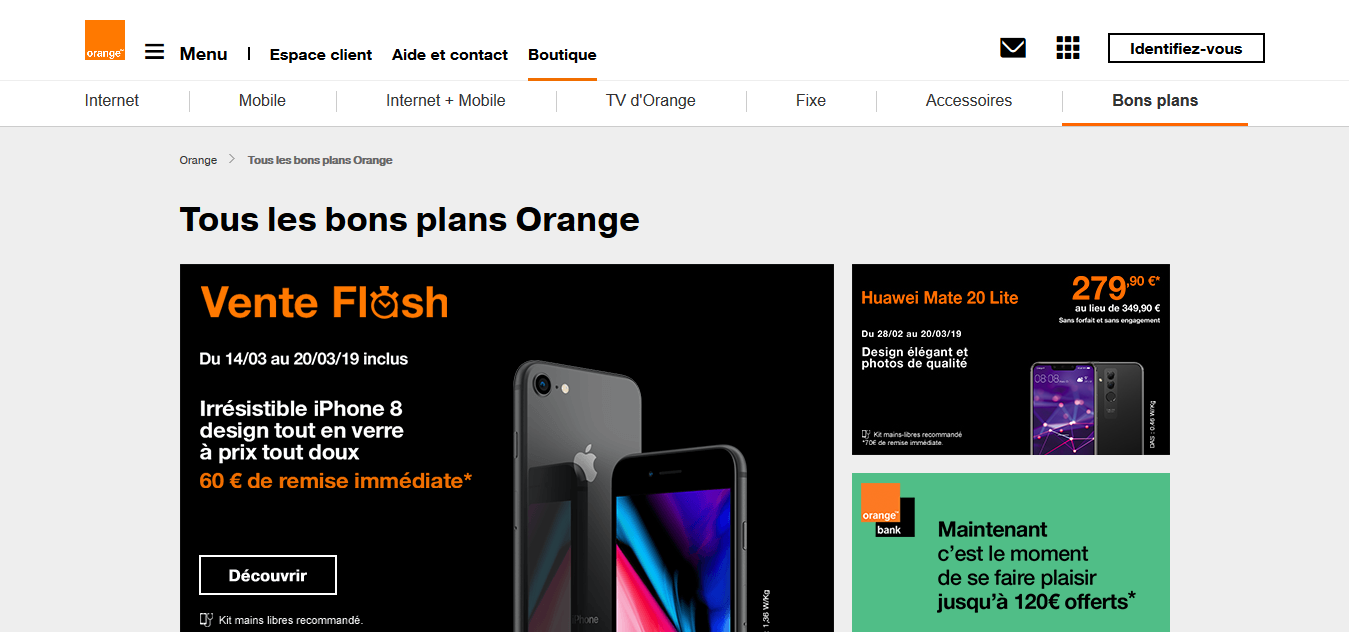 orange™
Menu
Espace client
Aide et contact
Boutique
Identifiez-vous
Internet
Mobile
Internet + Mobile
TV d'Orange
Fixe
Accessoires
Bons plans
Orange
Tous les bons plans Orange
Tous les bons plans Orange
Vente Flash
Du 14/03 au 20/03/19 inclus
Irrésistible iPhone 8
design tout en verre
à prix tout doux
60 € de remise immédiate*
Découvrir
Kit mains libres recommandé.
iPhone
: 1,36 W/Kg
Huawei Mate 20 Lite
279,90 €*
au lieu de 349,90 €
Sans forfait et sans engagement
Du 28/02 au 20/03/19
Design élégant et
photos de qualité
08:08
Kit mains-libres recommandé
*70€ de remise immédiate.
orange™
bank
Maintenant
c'est le moment
de se faire plaisir
jusqu'à 120€ offerts*